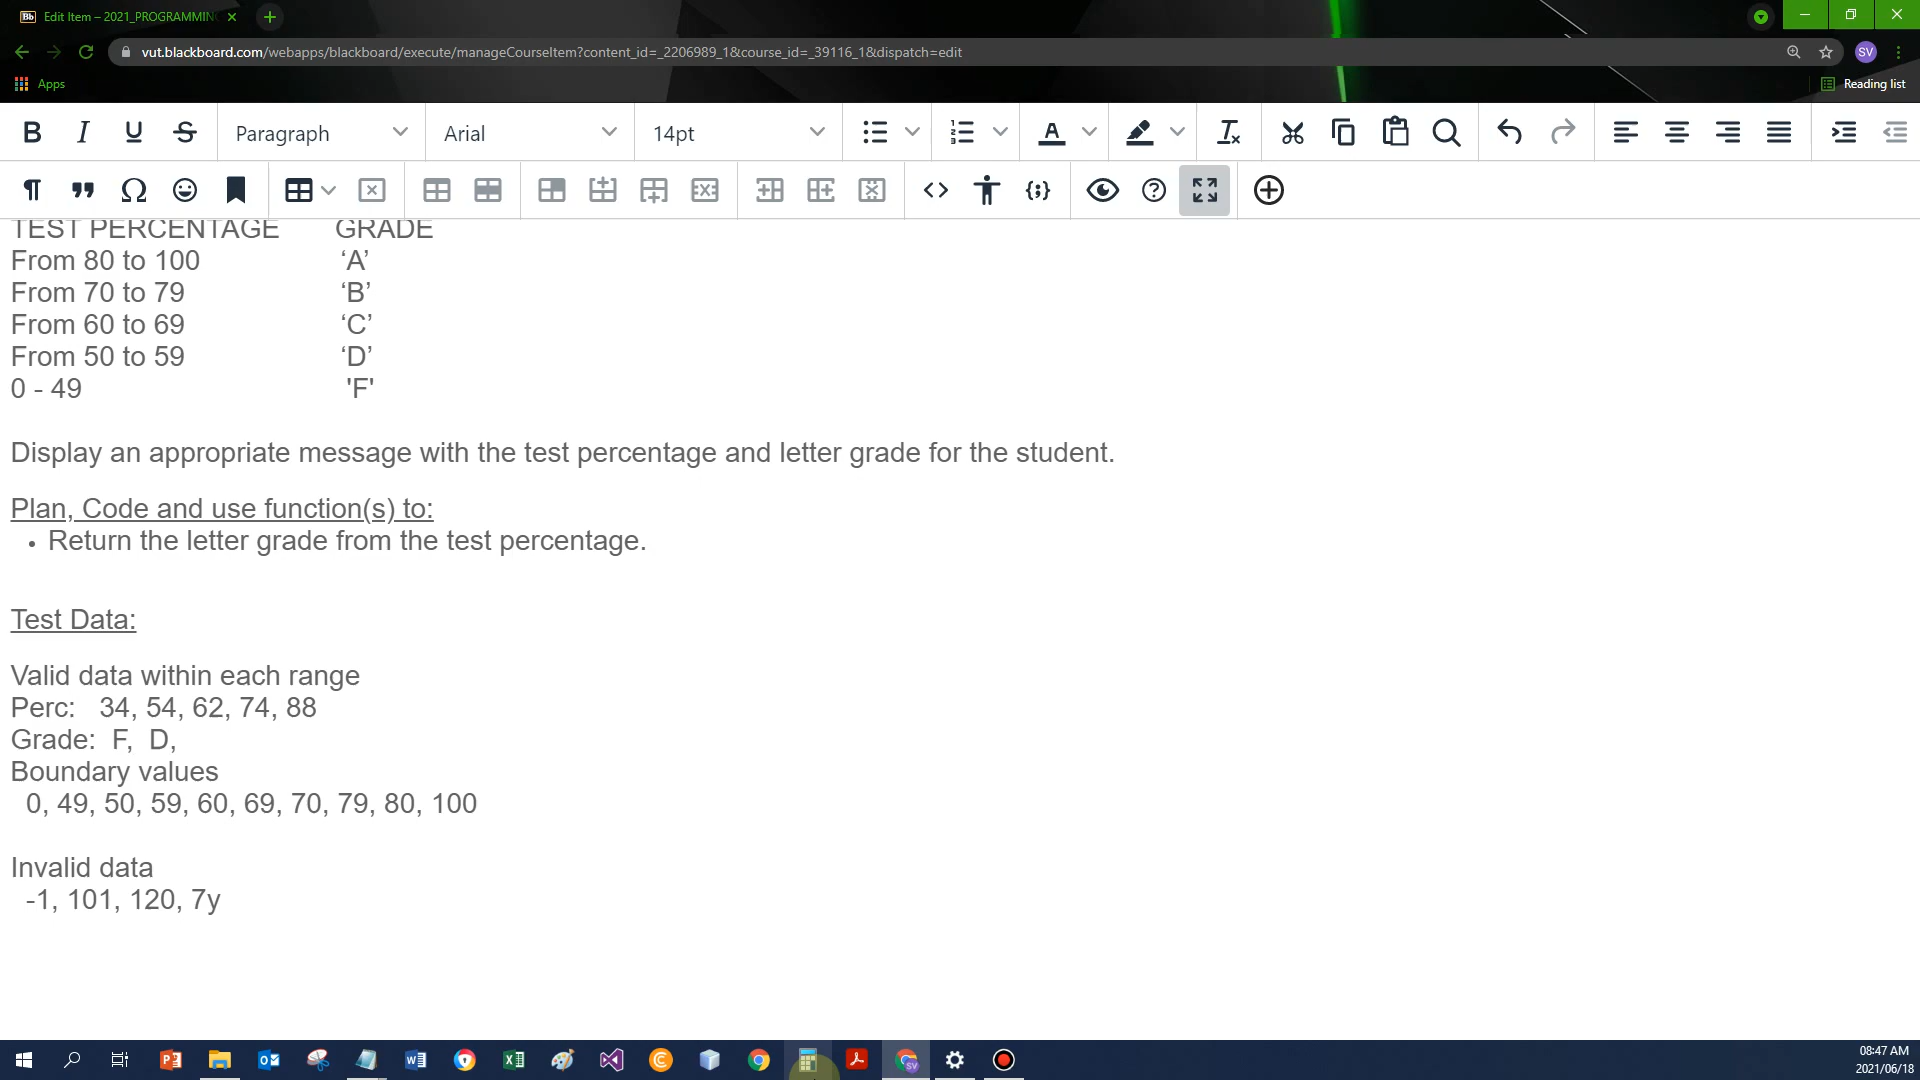 Edit Item – 2021_PROGRAMMIN
vut.blackboard.com/webapps/blackboard/execute/manageCourseItem?content_id=_2206989_1&course_id=_39116_1&dispatch=edit
SV
Apps
Reading list
Paragraph
Arial
14pt
TEST PERCENTAGE GRADE
From 80 to 100 ‘A’
From 70 to 79 ‘B’
From 60 to 69 ‘C’
From 50 to 59 ‘D’
0 - 49 'F'
Display an appropriate message with the test percentage and letter grade for the student.
Plan, Code and use function(s) to:
• Return the letter grade from the test percentage.
Test Data:
Valid data within each range
Perc: 34, 54, 62, 74, 88
Grade: F, D,
Boundary values
0, 49, 50, 59, 60, 69, 70, 79, 80, 100
Invalid data
-1, 101, 120, 7y
08:47 AM
2021/06/18